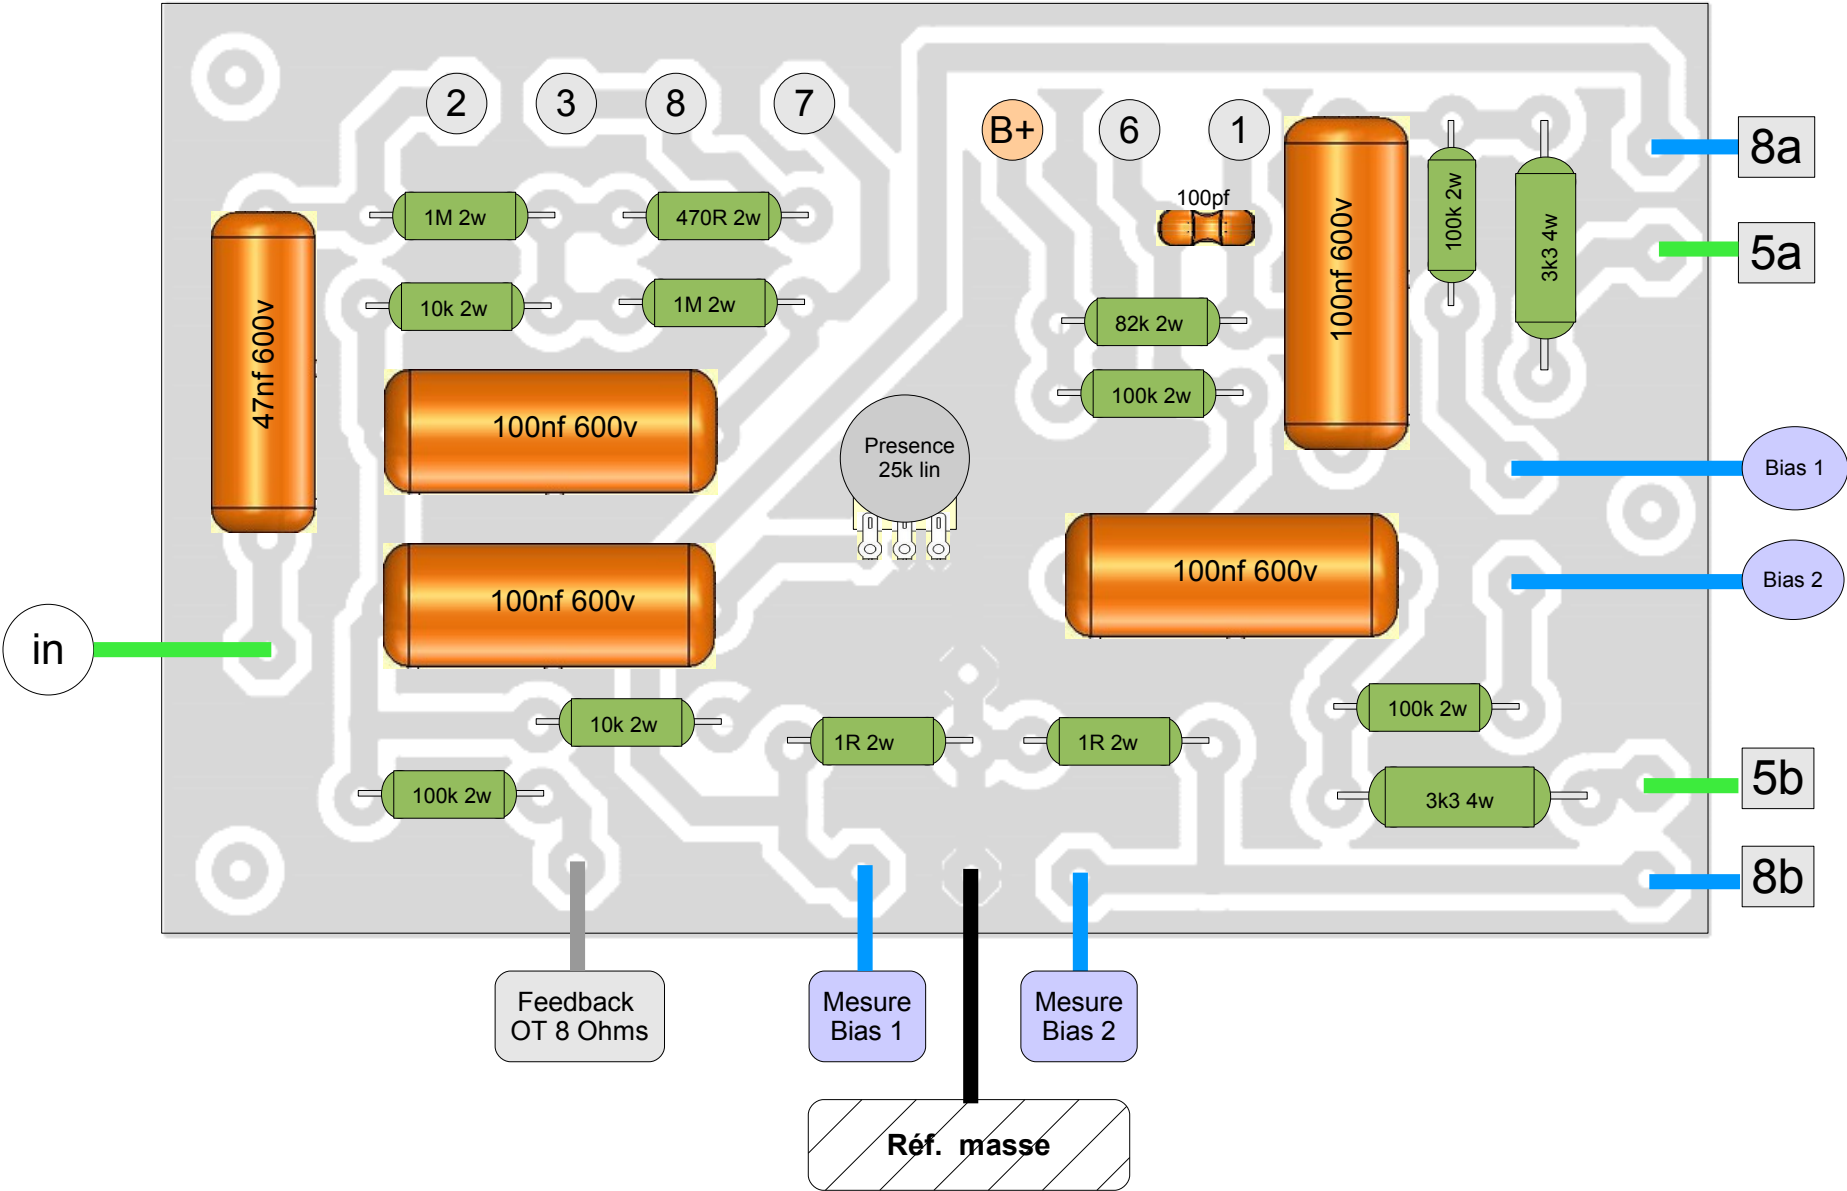 2
3
8
7
B+
6
1
8a
5a
100pf
1M 2w
470R 2w
10k 2w
1M 2w
82k 2w
100k 2w
100nf 600v
100k 2w
3k3 4w
47nf 600v
100nf 600v
Presence
25k lin
Bias 1
100nf 600v
100nf 600v
Bias 2
in
10k 2w
1R 2w
1R 2w
100k 2w
100k 2w
3k3 4w
5b
8b
Feedback
OT 8 Ohms
Mesure
Bias 1
Mesure
Bias 2
Réf. masse